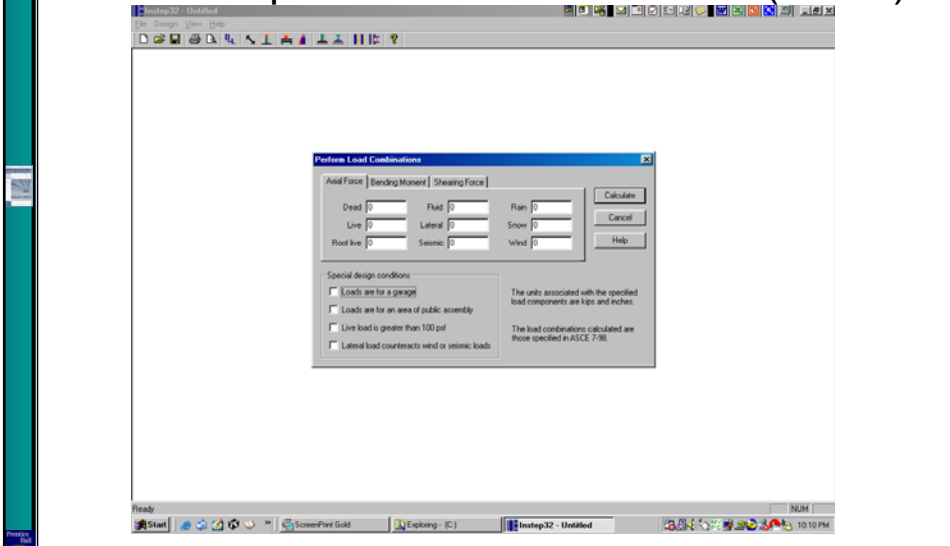 Instep32 - Untitled
File Design View Help
Perform Load Combinations
Axial Force Bending Moment Shearing Force
Dead 0 Fluid 0 Rain 0
Live 0 Lateral 0 Snow 0
Roof live 0 Seismic 0 Wind 0
Calculate
Cancel
Help
Special design conditions
Loads are for a garage
Loads are for an area of public assembly
Live load is greater than 100 psf
Lateral load counteracts wind or seismic loads
The units associated with the specified
load components are kips and inches.
The load combinations calculated are
those specified in ASCE 7-98.
Ready NUM
Start ScreenPrint Gold Exploring - (C:) Instep32 - Untitled 10:10 PM
Prentice
Hall